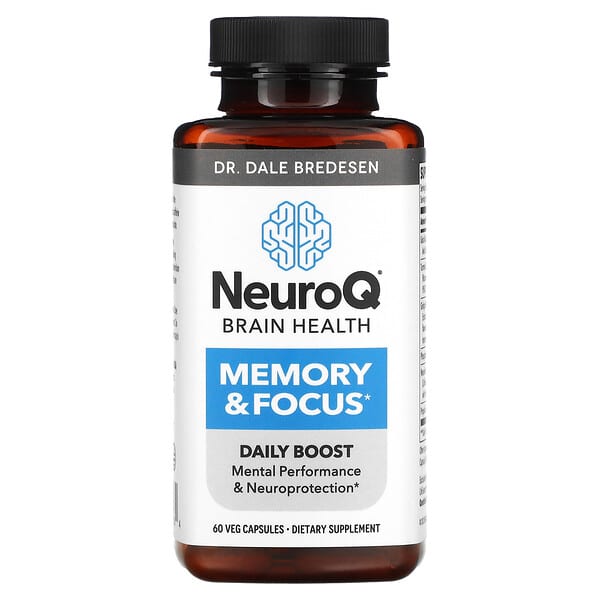 DR. DALE BREDESEN
NeuroQ®
BRAIN HEALTH
MEMORY
& FOCUS*
DAILY BOOST
Mental Performance
& Neuroprotection*
60 VEG CAPSULES • DIETARY SUPPLEMENT